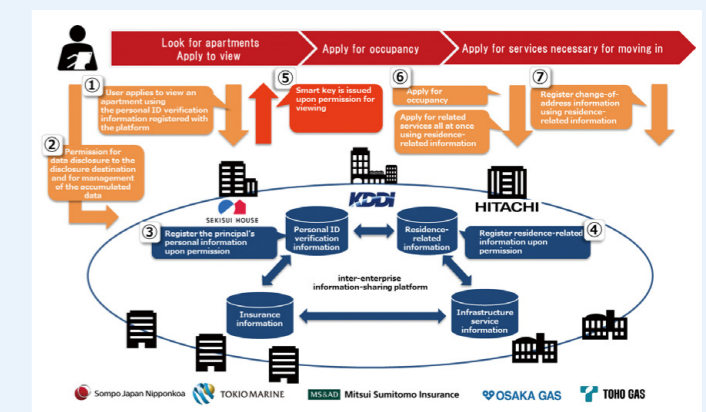 Look for apartments
Apply to view
Apply for occupancy
Apply for services necessary for moving in
①
User applies to view an
apartment using
the personal ID verification
information registered with
the platform
⑤
Smart key is issued
upon permission for
viewing
⑥
Apply for
occupancy
Apply for related
services all at once
using residence-
related information
⑦
Register change-of-
address information
using residence-
related information
②
Permission for
data disclosure to the
disclosure destination
and for management
of the accumulated
data
SEKISUI HOUSE
KDDI
HITACHI
③
Register the principal's
personal information
upon permission
Personal ID
verification
information
Residence-
related
information
④
Register residence-related
information upon
permission
inter-enterprise
information-sharing platform
Insurance
information
Infrastructure
service
information
Sompo Japan Nipponkoa
TOKIO MARINE
MS&AD Mitsui Sumitomo Insurance
OSAKA GAS
TOHO GAS